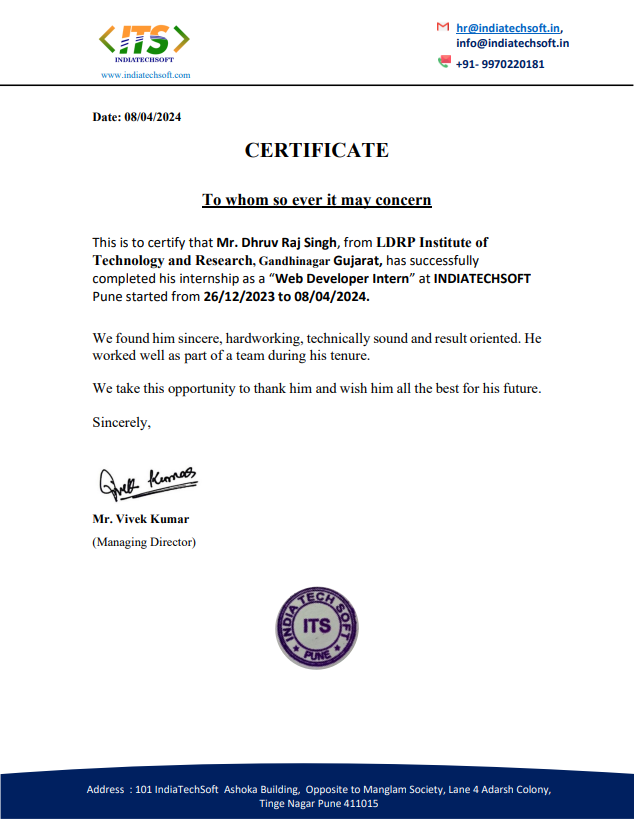 ITS
INDIATECHSOFT
www.indiatechsoft.com
hr@indiatechsoft.in,
info@indiatechsoft.in
+91- 9970220181
Date: 08/04/2024
CERTIFICATE
To whom so ever it may concern
This is to certify that Mr. Dhruv Raj Singh, from LDRP Institute of
Technology and Research, Gandhinagar Gujarat, has successfully
completed his internship as a “Web Developer Intern” at INDIATECHSOFT
Pune started from 26/12/2023 to 08/04/2024.
We found him sincere, hardworking, technically sound and result oriented. He
worked well as part of a team during his tenure.
We take this opportunity to thank him and wish him all the best for his future.
Sincerely,
Vivek Kumar
Mr. Vivek Kumar
(Managing Director)
INDIA TECH SOFT
ITS
PUNE
Address : 101 IndiaTechSoft Ashoka Building, Opposite to Manglam Society, Lane 4 Adarsh Colony,
Tinge Nagar Pune 411015